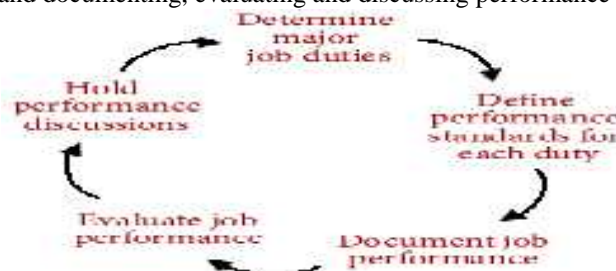 and documenting, evaluating and discussing performance
Determine
major
job duties
Define
performance
standards for
each duty
Document job
performance
Evaluate job
performance
Hold
performance
discussions